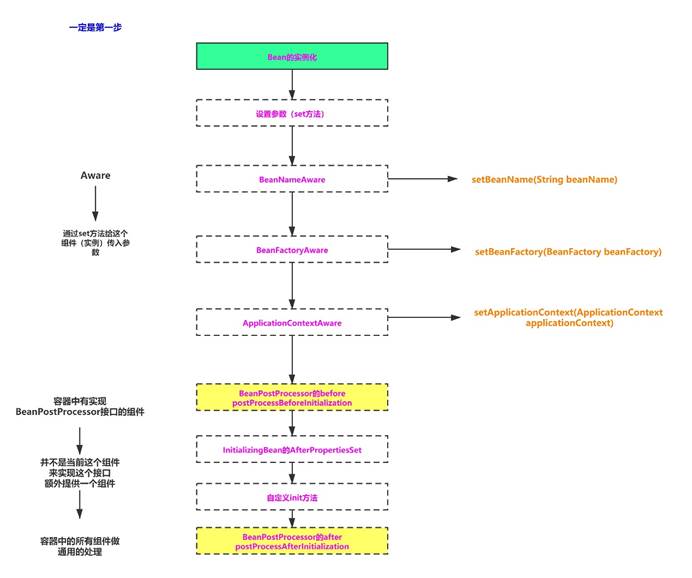 一定是第一步
Bean的实例化
设置参数（set方法）
Aware
BeanNameAware
setBeanName(String beanName)
通过set方法给这个
组件（实例）传入参
数
BeanFactoryAware
setBeanFactory(BeanFactory beanFactory)
ApplicationContextAware
setApplicationContext(ApplicationContext
applicationContext)
容器中有实现
BeanPostProcessor接口的组件
BeanPostProcessor的before
postProcessBeforeInitialization
InitializingBean的AfterPropertiesSet
并不是当前这个组件
来实现这个接口
额外提供一个组件
自定义init方法
容器中的所有组件做
通用的处理
BeanPostProcessor的after
postProcessAfterInitialization